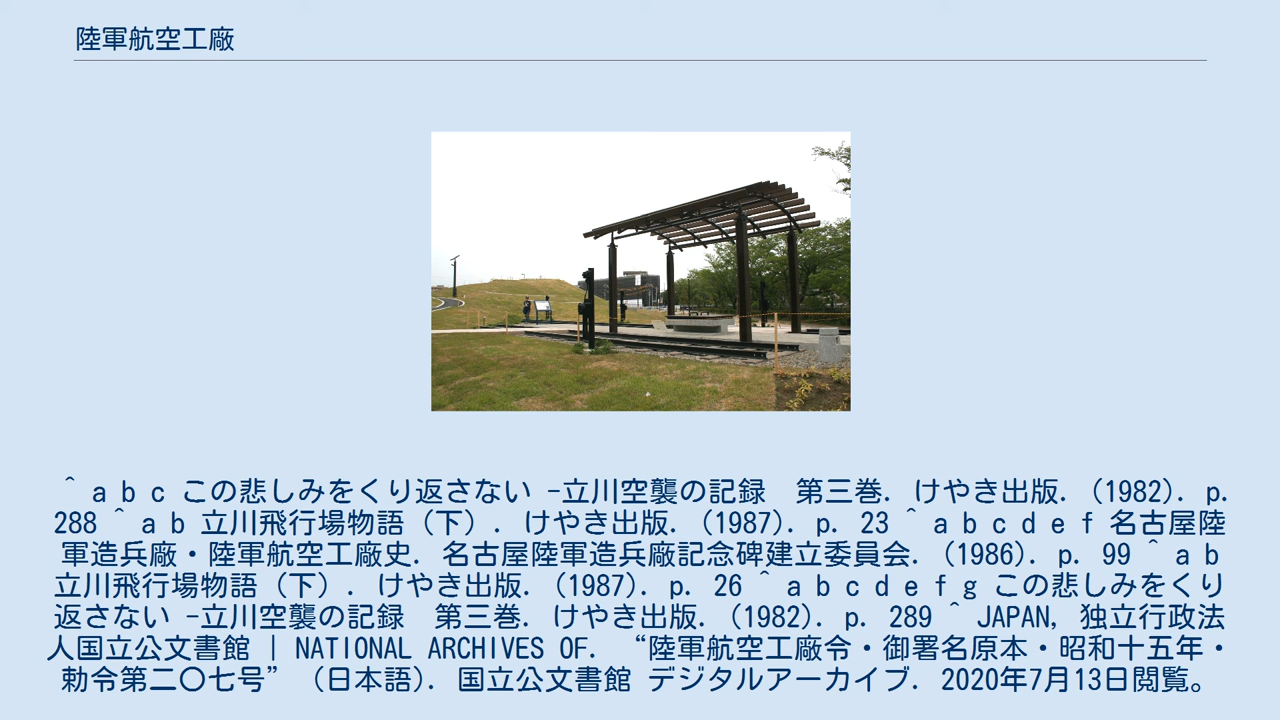 陸軍航空工廠
^ a b c この悲しみをくり返さない －立川空襲の記録　第三巻. けやき出版. (1982). p.
288 ^ a b 立川飛行場物語（下）. けやき出版. (1987). p. 23 ^ a b c d e f 名古屋陸
軍造兵廠・陸軍航空工廠史. 名古屋陸軍造兵廠記念碑建立委員会. (1986). p. 99 ^ a b
立川飛行場物語（下）. けやき出版. (1987). p. 26 ^ a b c d e f g この悲しみをくり
返さない －立川空襲の記録　第三巻. けやき出版. (1982). p. 289 ^ JAPAN, 独立行政法
人国立公文書館 | NATIONAL ARCHIVES OF. “陸軍航空工廠令・御署名原本・昭和十五年・
勅令第二〇七号” （日本語）. 国立公文書館 デジタルアーカイブ. 2020年7月13日閲覧。